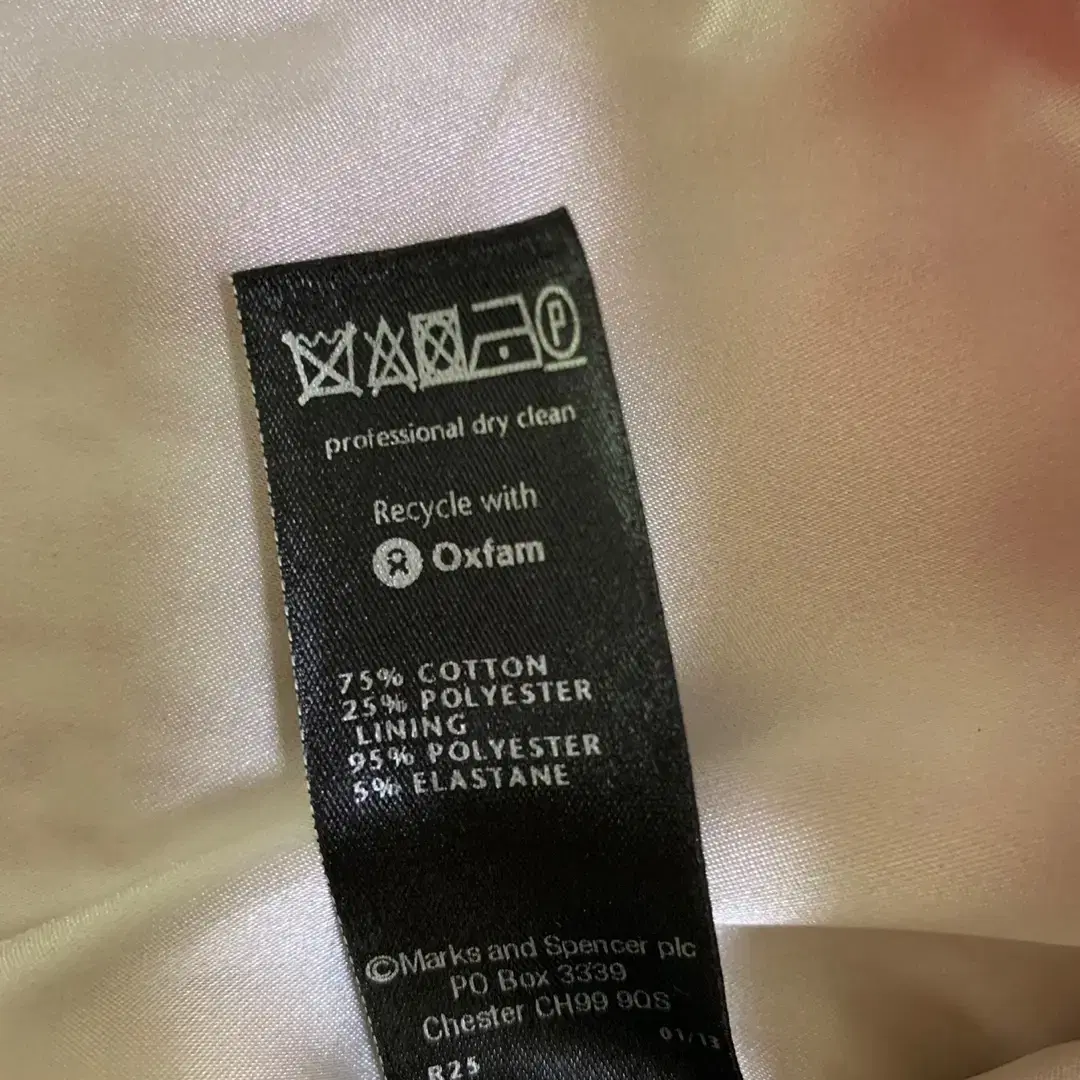 P
professional dry clean
Recycle with
Oxfam
75% COTTON
25% POLYESTER
LINING
95% POLYESTER
5% ELASTANE
©Marks and Spencer plc
PO Box 3339
Chester CH99 9QS
01/13
R25